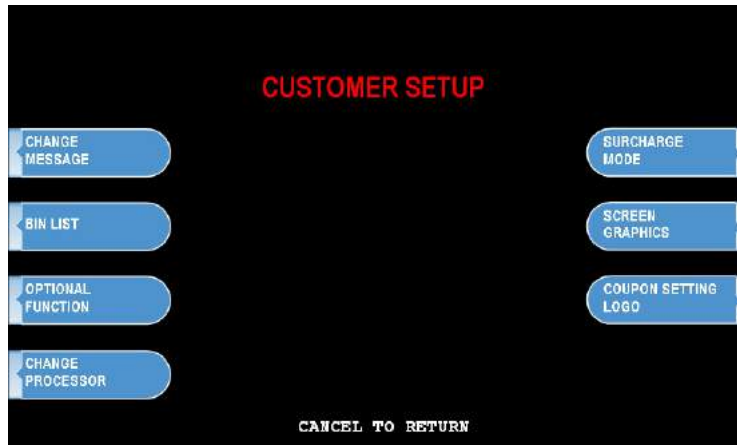 CUSTOMER SETUP
CHANGE
MESSAGE
SURCHARGE
MODE
BIN LIST
SCREEN
GRAPHICS
OPTIONAL
FUNCTION
COUPON SETTING
LOGO
CHANGE
PROCESSOR
CANCEL TO RETURN